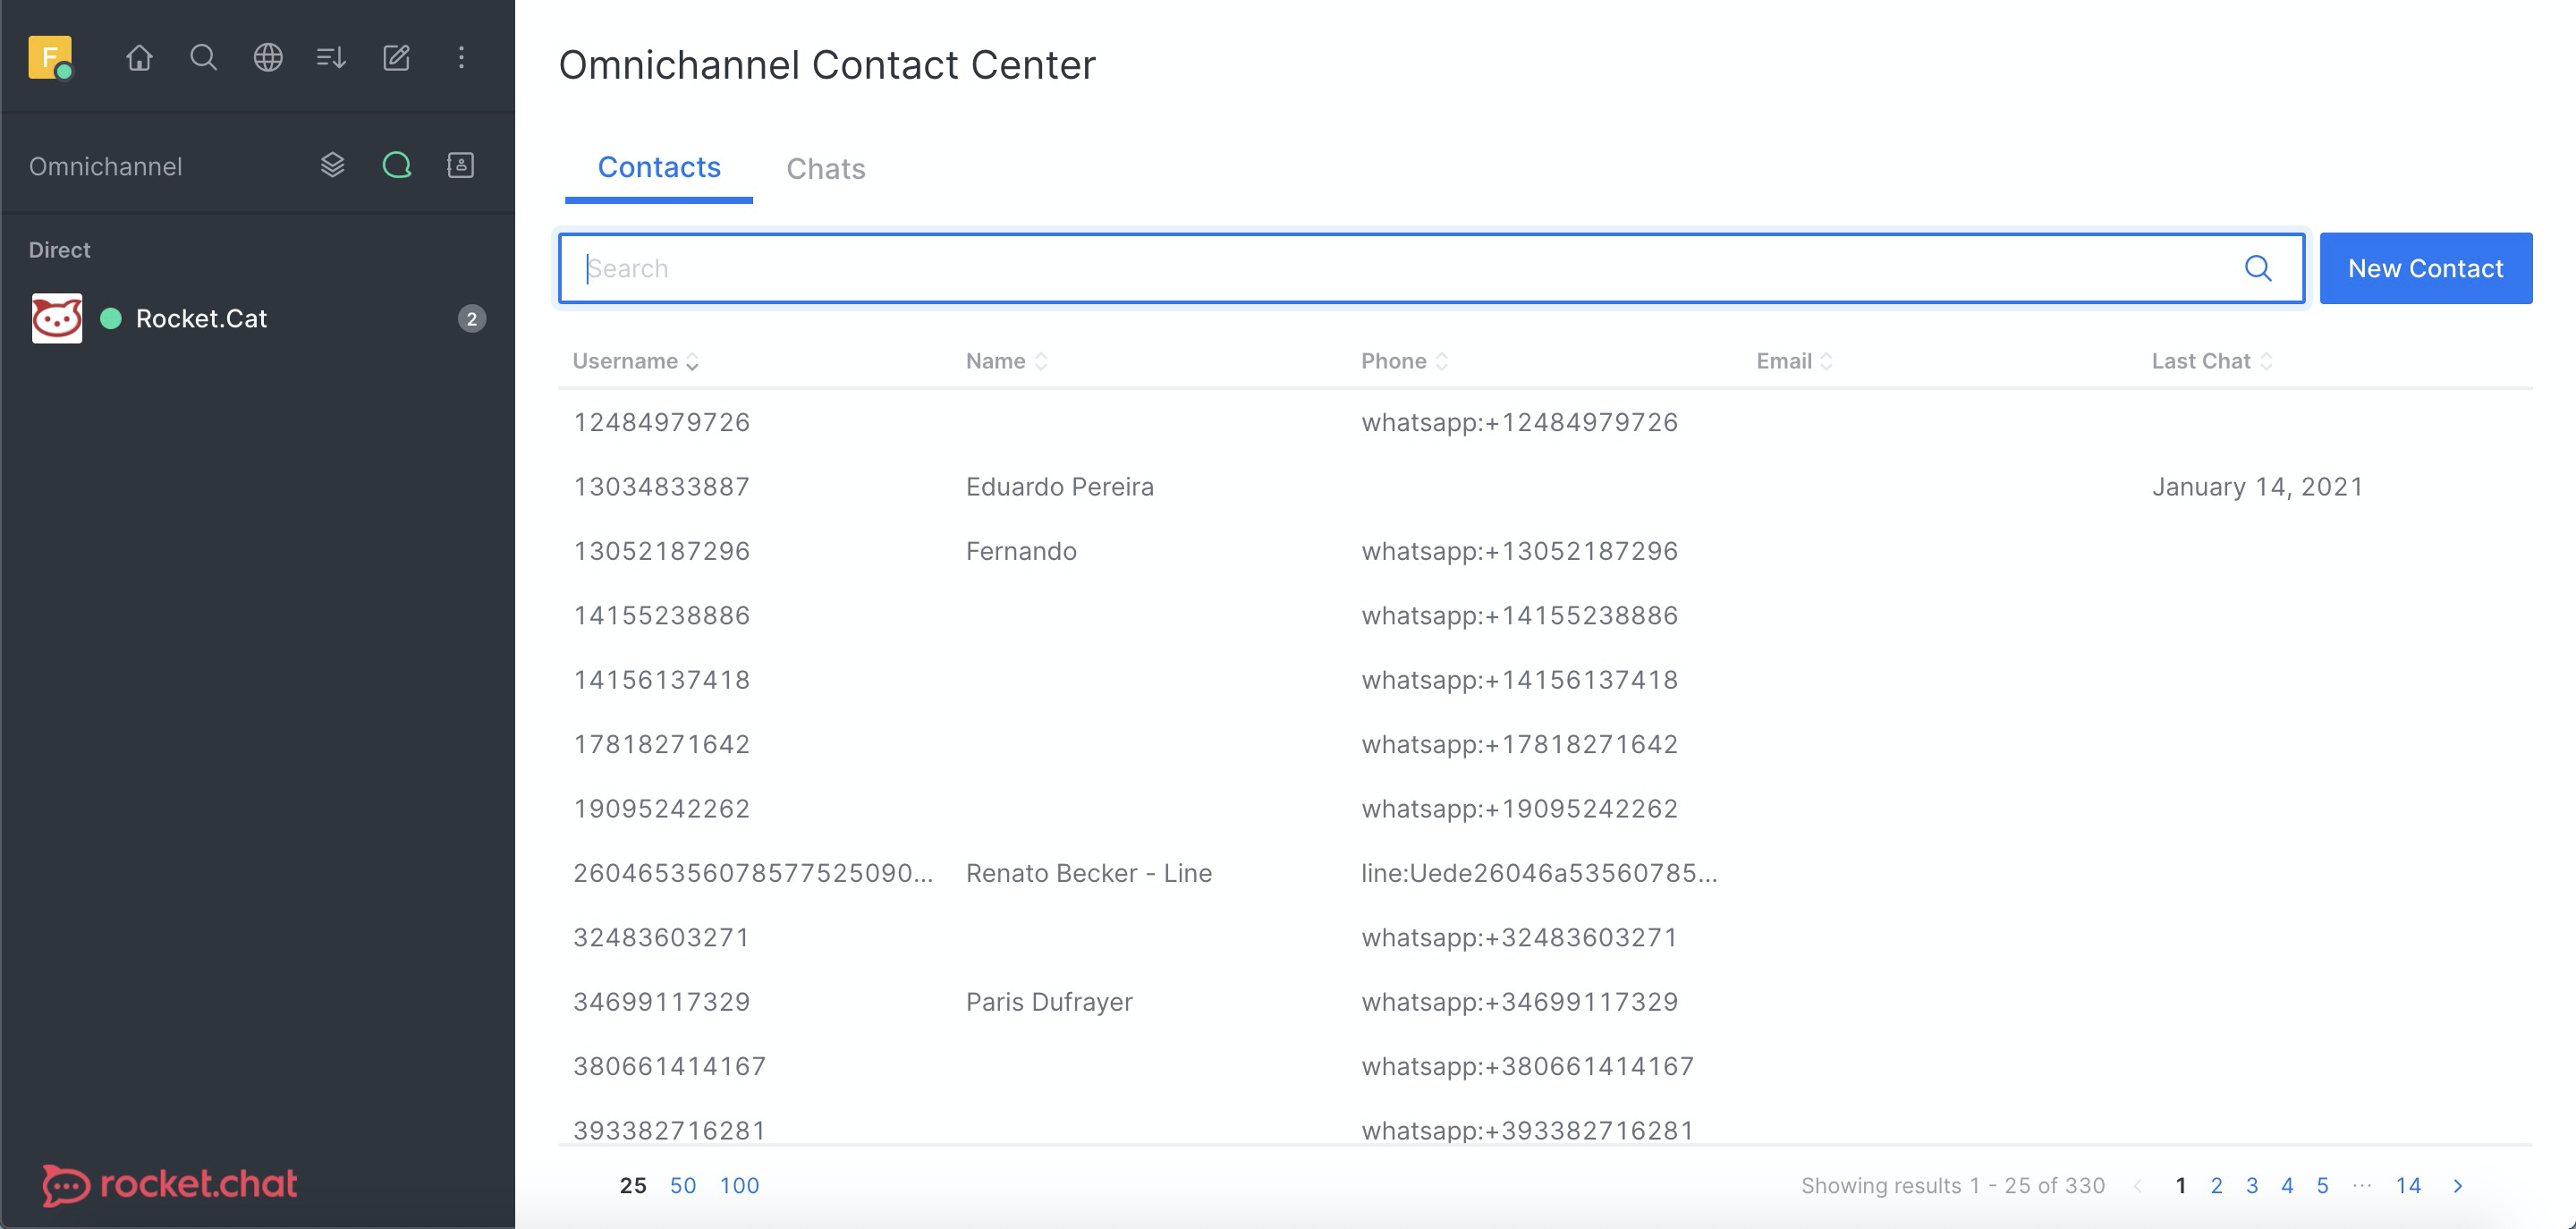 F
Omnichannel
Direct
Rocket.Cat 2
rocket.chat
Omnichannel Contact Center
Contacts Chats
Search
New Contact
Username Name Phone Email Last Chat
12484979726 whatsapp:+12484979726
13034833887 Eduardo Pereira January 14, 2021
13052187296 Fernando whatsapp:+13052187296
14155238886 whatsapp:+14155238886
14156137418 whatsapp:+14156137418
17818271642 whatsapp:+17818271642
19095242262 whatsapp:+19095242262
260465356078577525090... Renato Becker - Line line:Uede26046a53560785...
32483603271 whatsapp:+32483603271
34699117329 Paris Dufrayer whatsapp:+34699117329
380661414167 whatsapp:+380661414167
393382716281 whatsapp:+393382716281
25 50 100 Showing results 1 - 25 of 330 1 2 3 4 5 ... 14